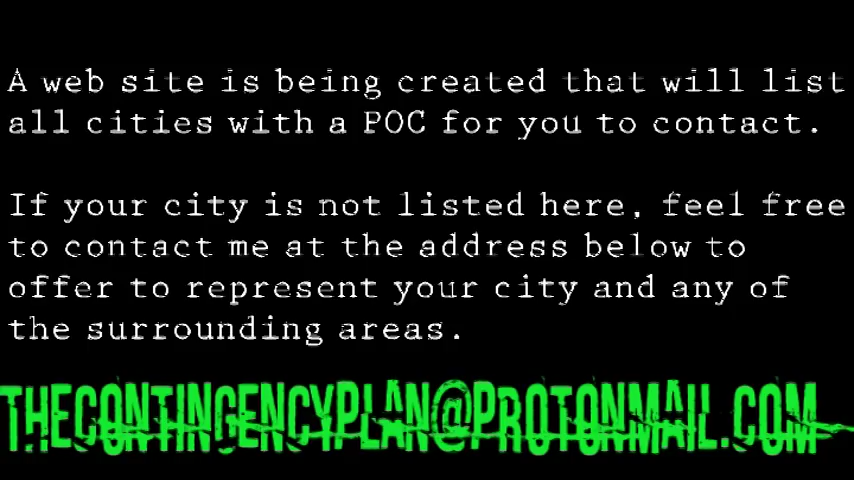 A web site is being created that will list
all cities with a POC for you to contact.
If your city is not listed here, feel free
to contact me at the address below to
offer to represent your city and any of
the surrounding areas.
THECONTINGENCYPLAN@PROTONMAIL.COM